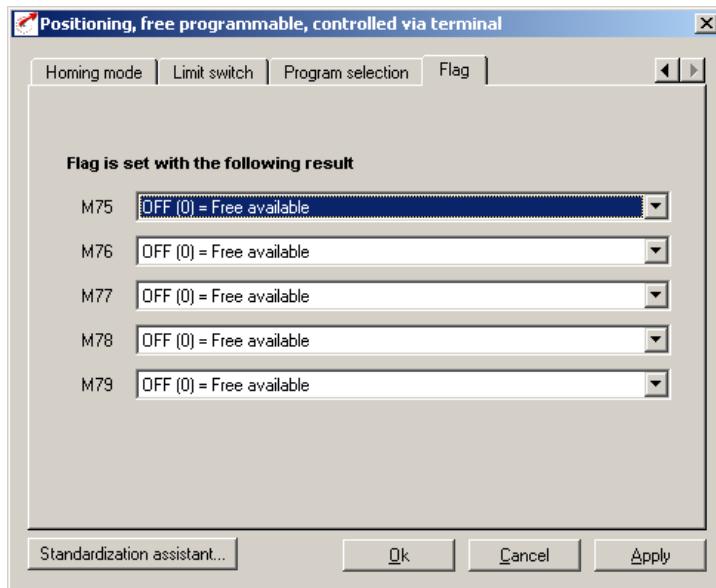 Positioning, free programmable, controlled via terminal
Homing mode Limit switch Program selection Flag
Flag is set with the following result
M75 OFF (0) = Free available
M76 OFF (0) = Free available
M77 OFF (0) = Free available
M78 OFF (0) = Free available
M79 OFF (0) = Free available
Standardization assistant... Ok Cancel Apply